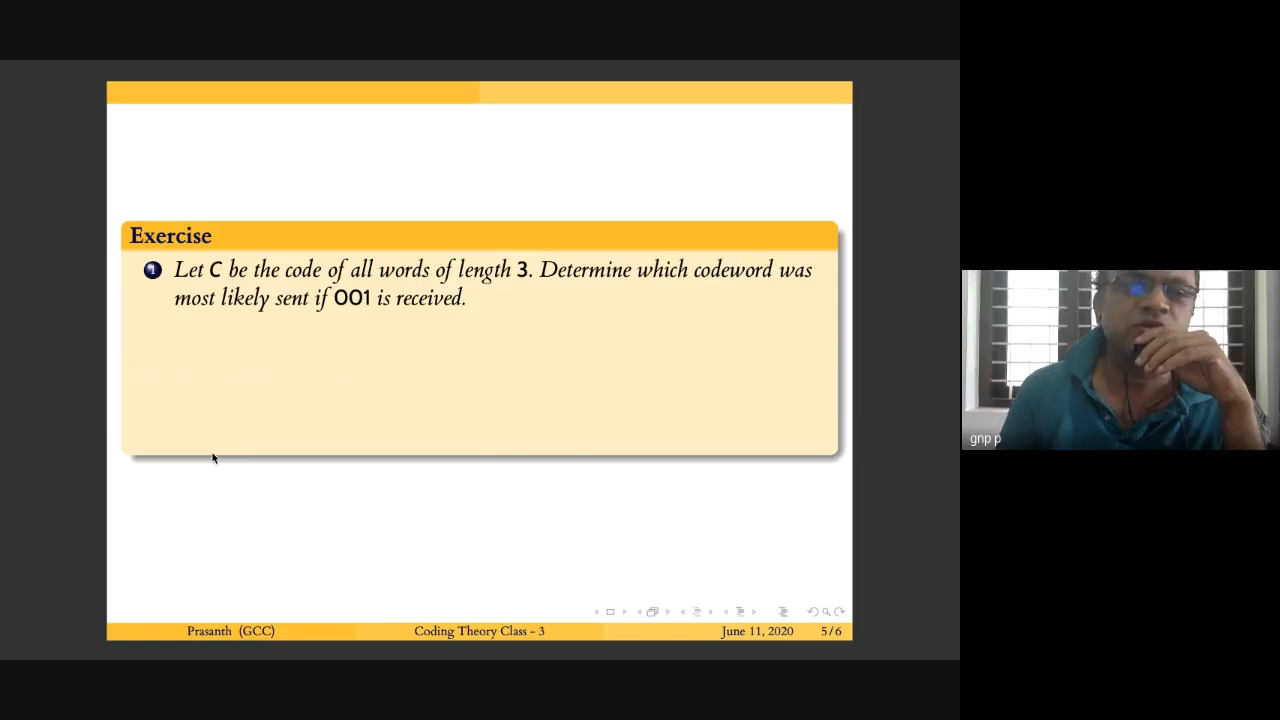 Exercise
1 Let C be the code of all words of length 3. Determine which codeword was
most likely sent if 001 is received.
gnp p
Prasanth (GCC) Coding Theory Class - 3 June 11, 2020 5/6